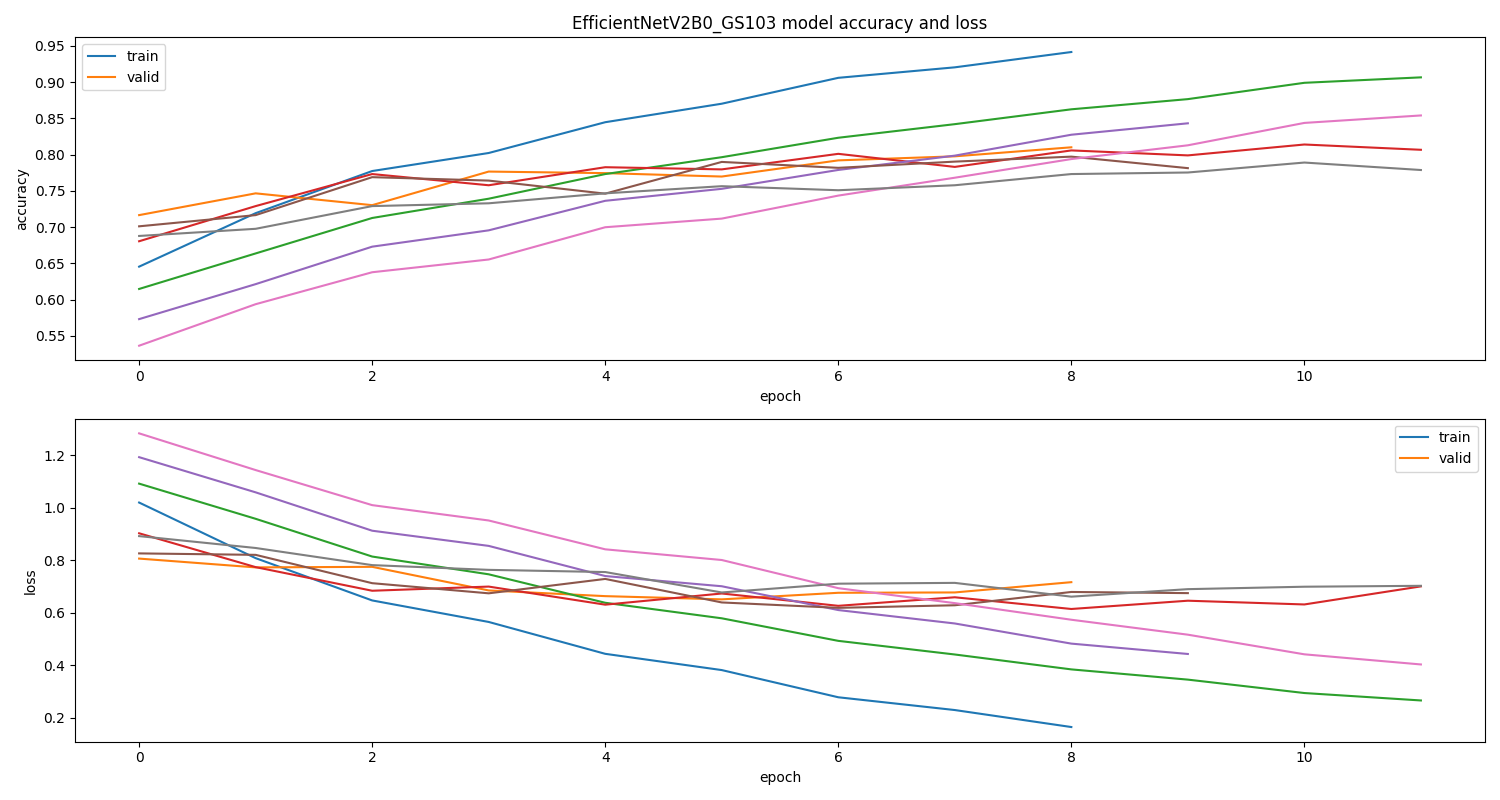 EfficientNetV2B0_GS103 model accuracy and loss
train
valid
accuracy
0.95
0.90
0.85
0.80
0.75
0.70
0.65
0.60
0.55
0 2 4 6 8 10
epoch
train
valid
loss
1.2
1.0
0.8
0.6
0.4
0.2
0 2 4 6 8 10
epoch